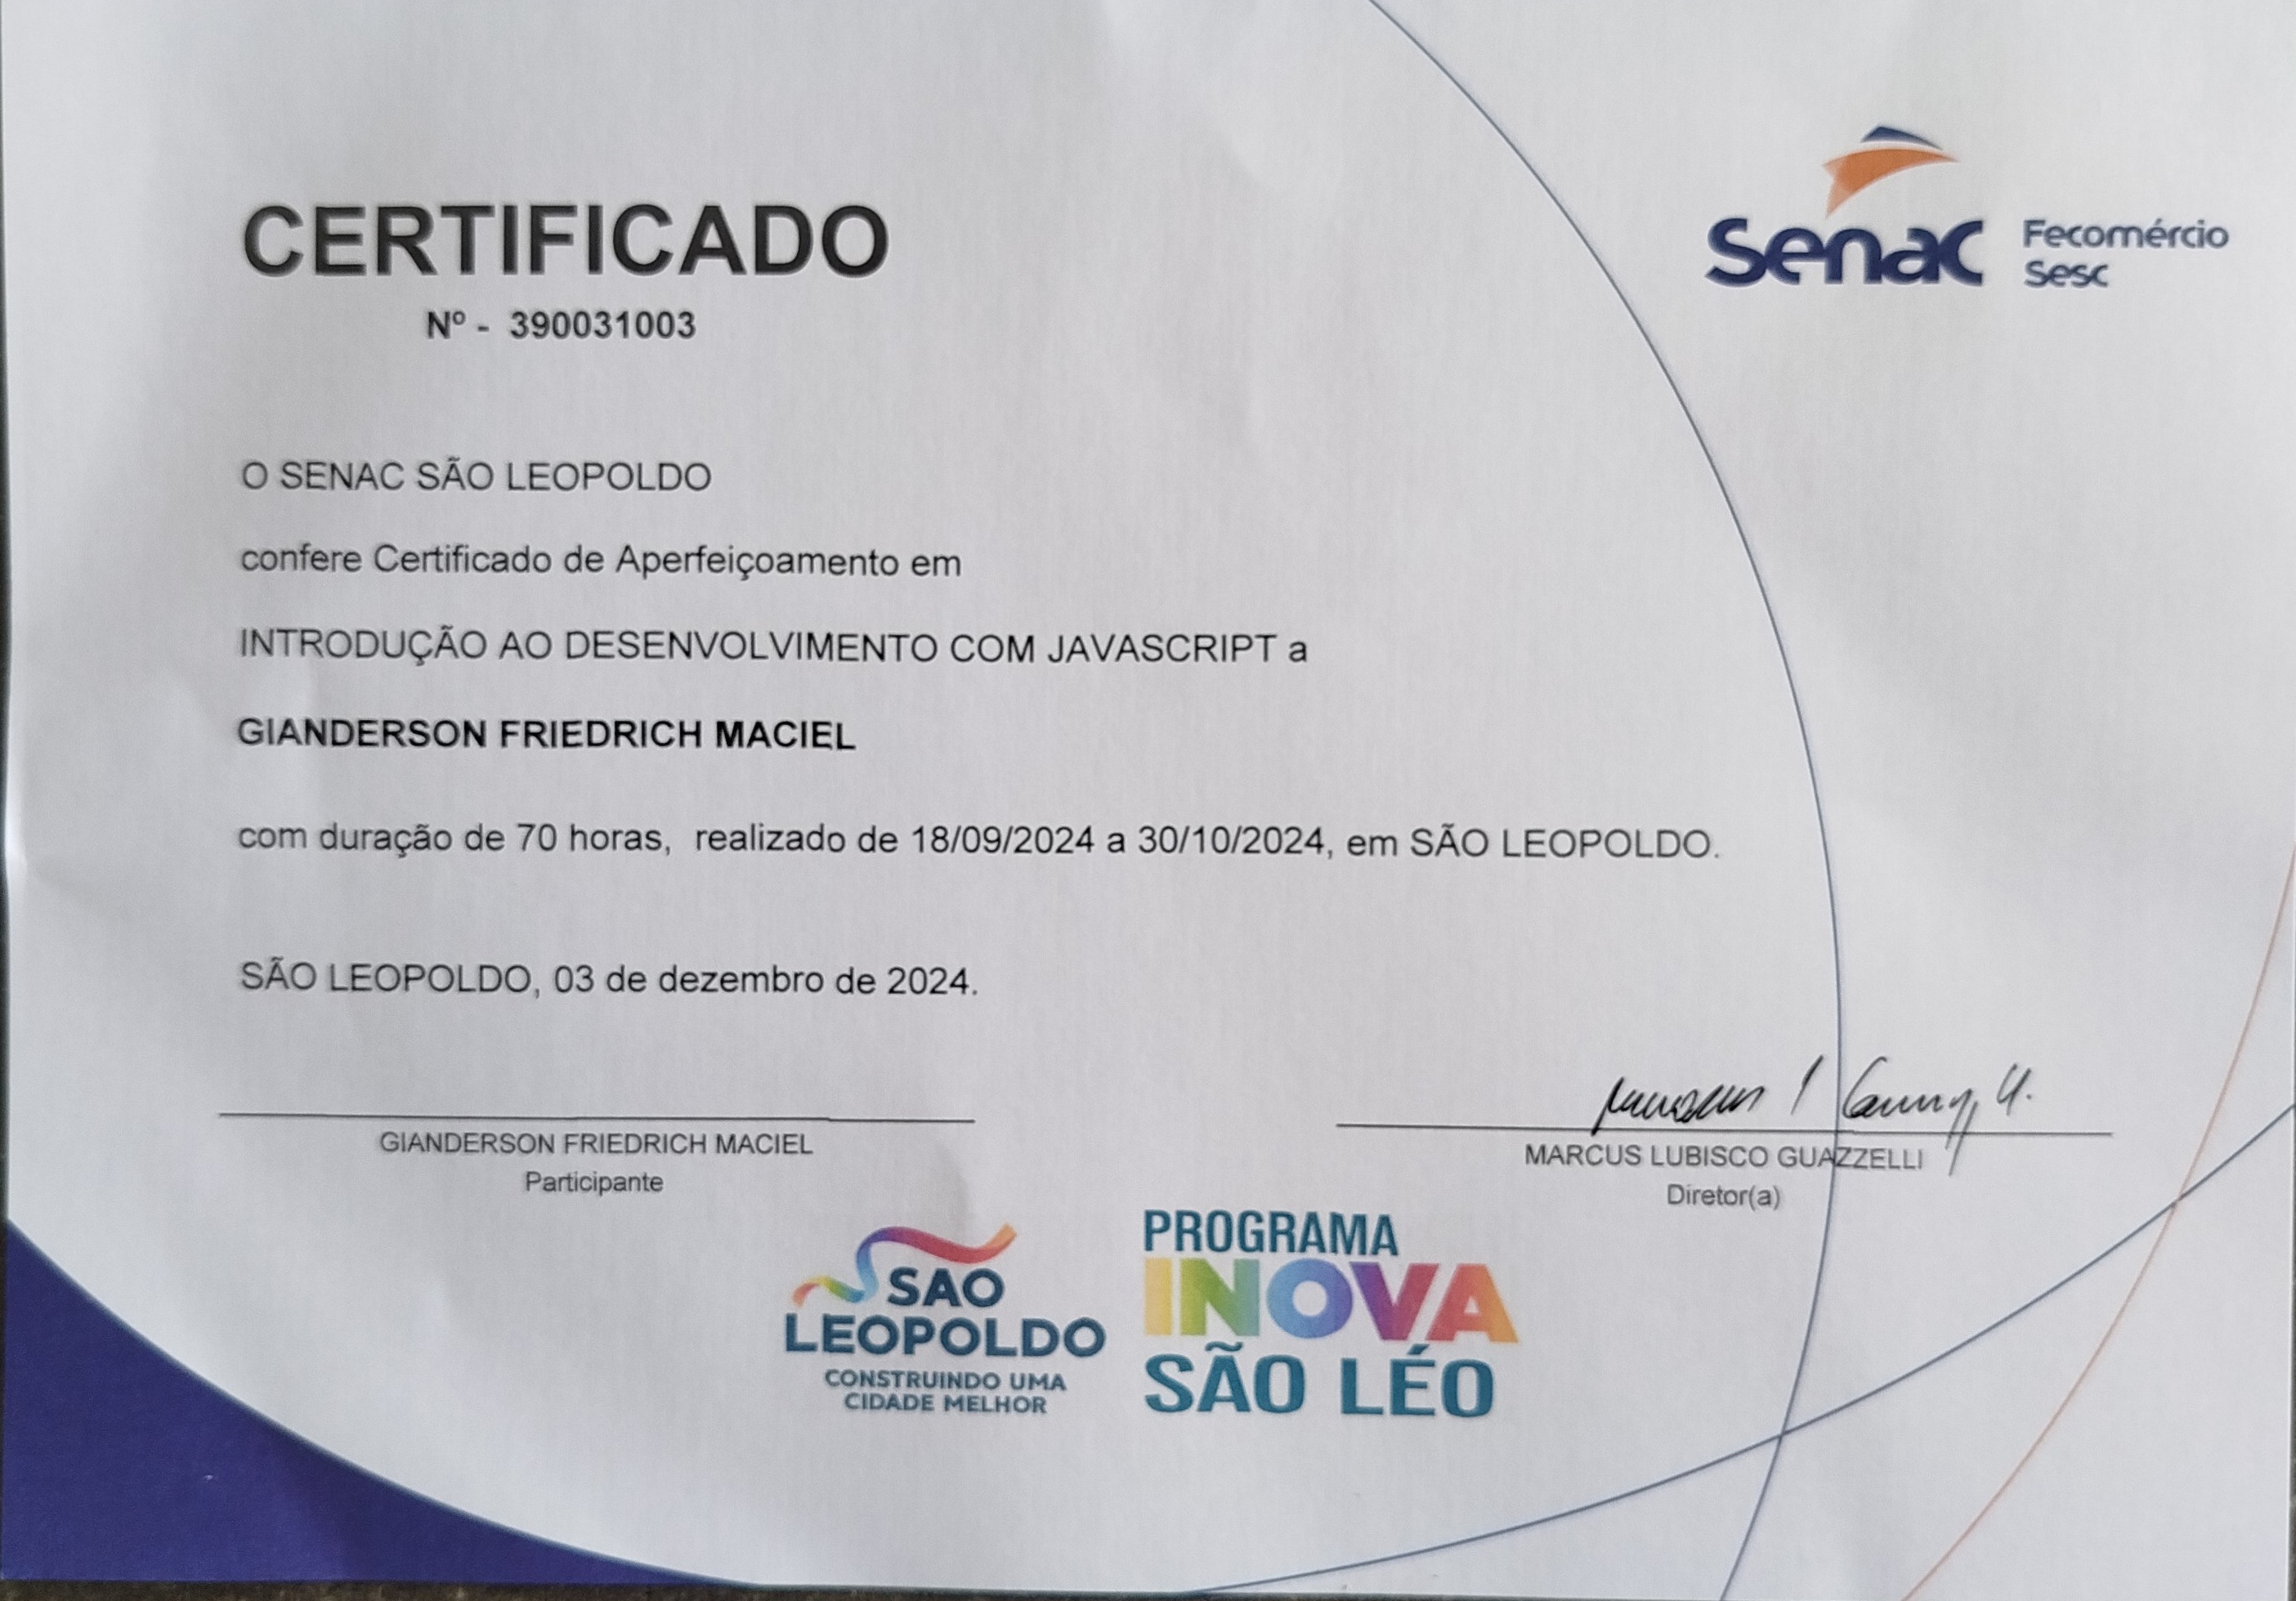 CERTIFICADO
Nº - 390031003
Senac
Fecomércio
Sesc
O SENAC SÃO LEOPOLDO
confere Certificado de Aperfeiçoamento em
INTRODUÇÃO AO DESENVOLVIMENTO COM JAVASCRIPT a
GIANDERSON FRIEDRICH MACIEL
com duração de 70 horas, realizado de 18/09/2024 a 30/10/2024, em SÃO LEOPOLDO.
SÃO LEOPOLDO, 03 de dezembro de 2024.
GIANDERSON FRIEDRICH MACIEL
Participante
MARCUS LUBISCO GUAZZELLI
Diretor(a)
SAO
LEOPOLDO
CONSTRUINDO UMA
CIDADE MELHOR
PROGRAMA
INOVA
SÃO LÉO